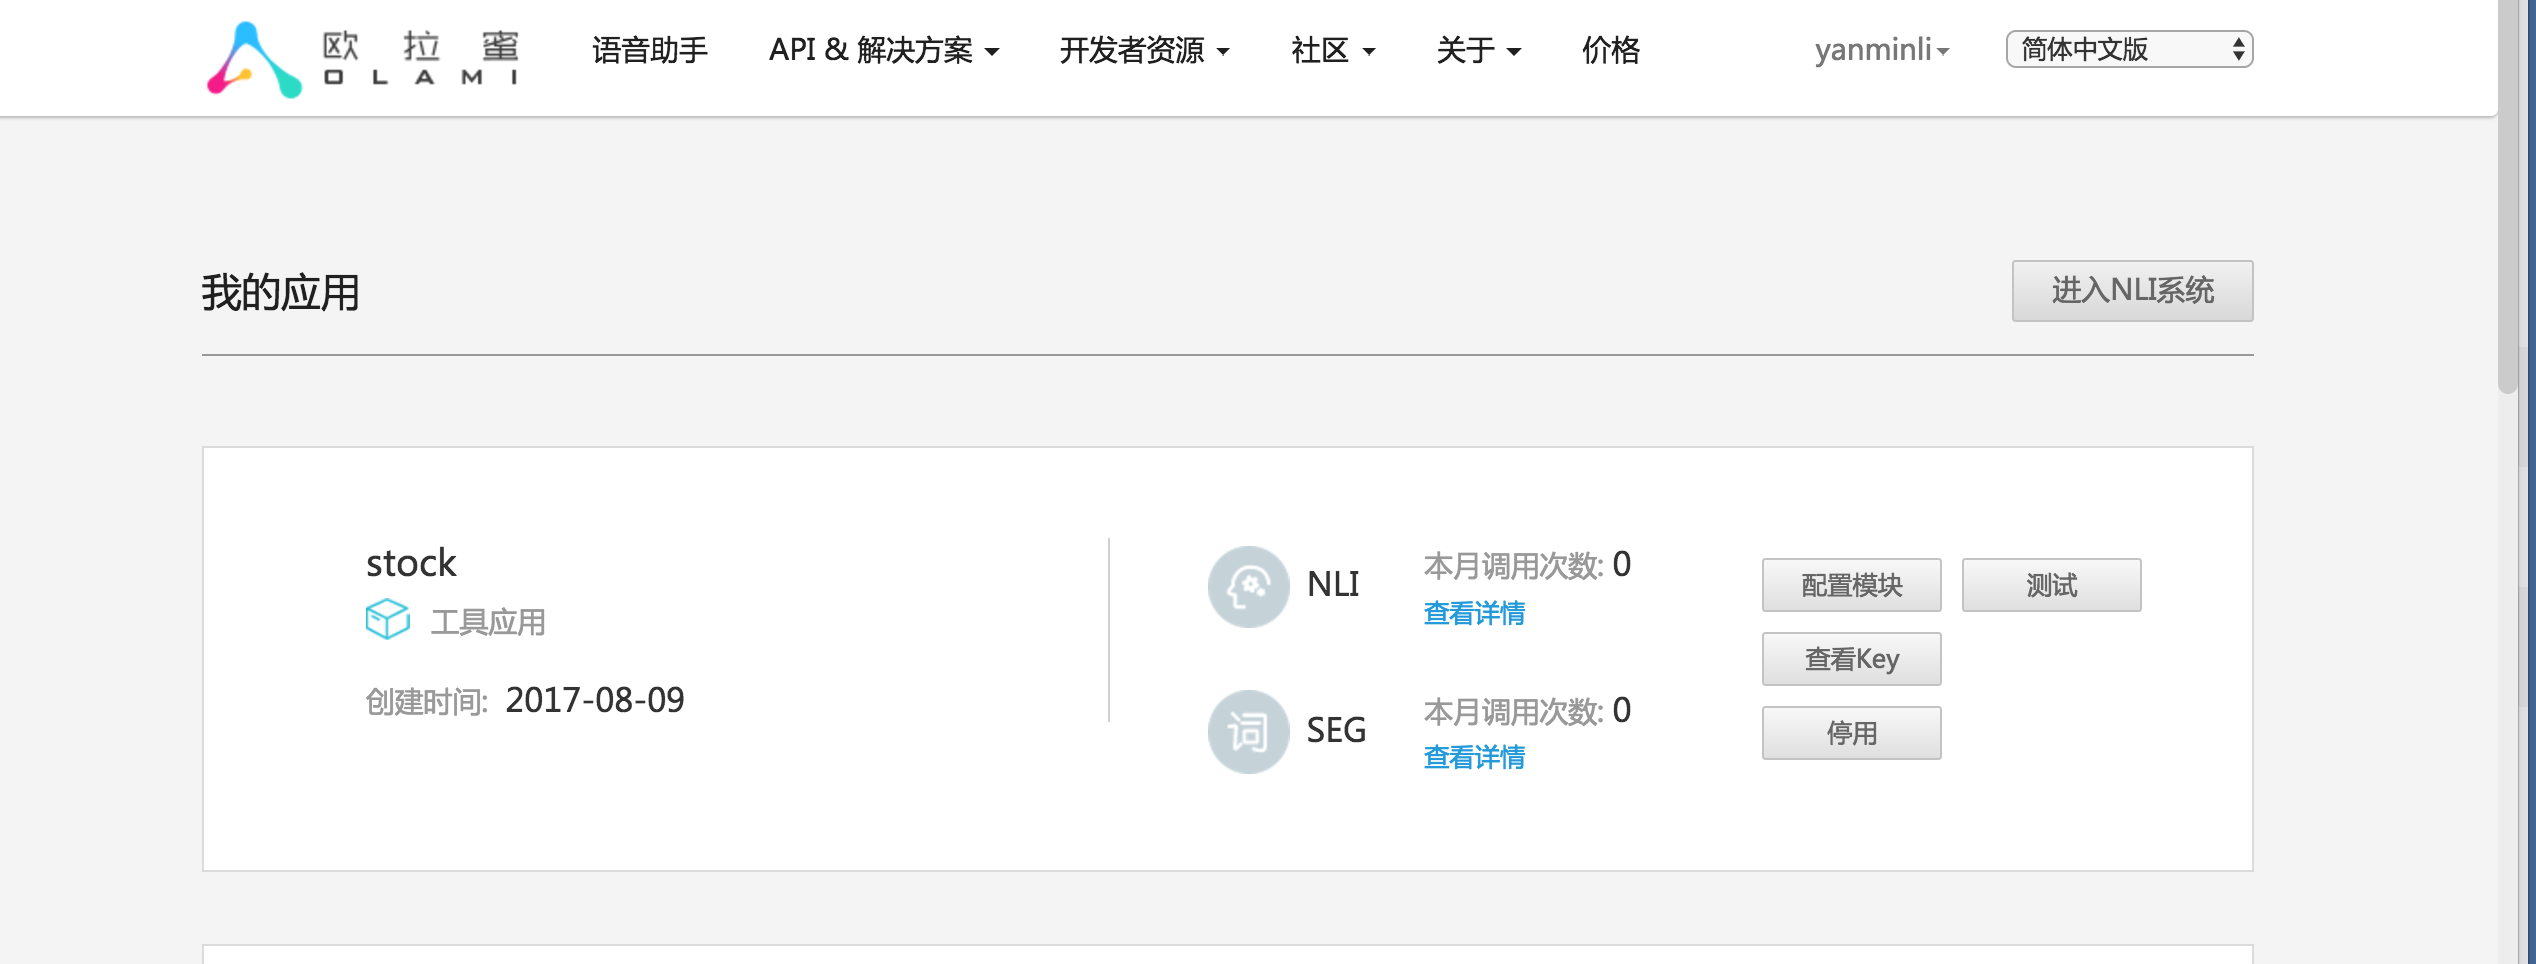 欧拉蜜
OLAMI
语音助手 API & 解决方案 开发者资源 社区 关于 价格 yanminli 简体中文版
我的应用 进入NLI系统
stock
工具应用
创建时间: 2017-08-09
NLI 本月调用次数: 0
查看详情
词 SEG 本月调用次数: 0
查看详情
配置模块 测试
查看Key
停用